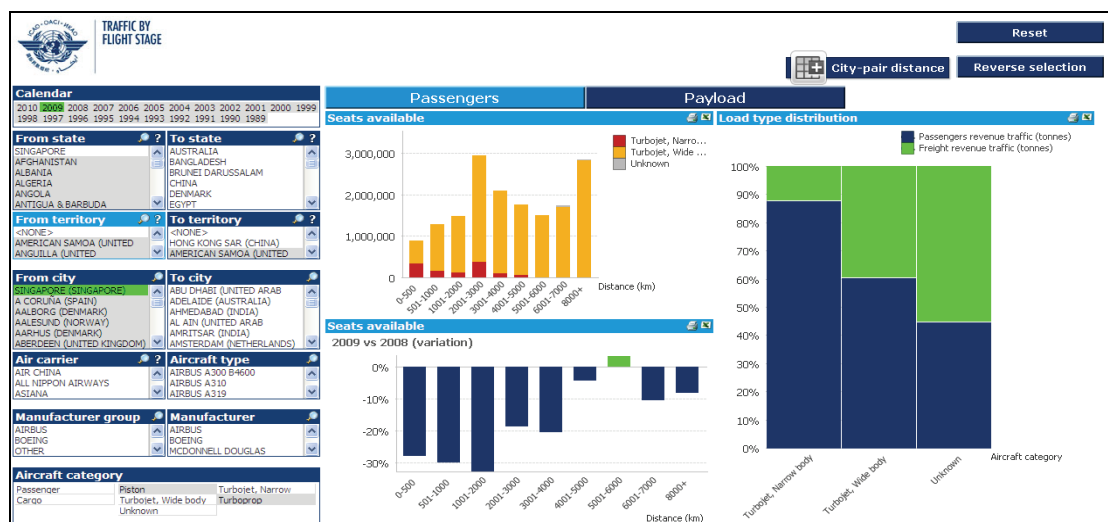 ICAO · OACI · ИКАО
TRAFFIC BY
FLIGHT STAGE
Reset
City-pair distance
Reverse selection
Calendar
2010 2009 2008 2007 2006 2005 2004 2003 2002 2001 2000 1999
1998 1997 1996 1995 1994 1993 1992 1991 1990 1989
From state ?
SINGAPORE
AFGHANISTAN
ALBANIA
ALGERIA
ANGOLA
ANTIGUA & BARBUDA
To state ?
AUSTRALIA
BANGLADESH
BRUNEI DARUSSALAM
CHINA
DENMARK
EGYPT
From territory ?
<NONE>
AMERICAN SAMOA (UNITED
ANGUILLA (UNITED
To territory ?
<NONE>
HONG KONG SAR (CHINA)
AMERICAN SAMOA (UNITED
From city
SINGAPORE (SINGAPORE)
A CORUÑA (SPAIN)
AALBORG (DENMARK)
AALESUND (NORWAY)
AARHUS (DENMARK)
ABERDEEN (UNITED KINGDOM)
To city
ABU DHABI (UNITED ARAB
ADELAIDE (AUSTRALIA)
AHMEDABAD (INDIA)
AL AIN (UNITED ARAB
AMRITSAR (INDIA)
AMSTERDAM (NETHERLANDS)
Air carrier ?
AIR CHINA
ALL NIPPON AIRWAYS
ASIANA
Aircraft type
AIRBUS A300 B4600
AIRBUS A310
AIRBUS A319
Manufacturer group
AIRBUS
BOEING
OTHER
Manufacturer
AIRBUS
BOEING
MCDONNELL DOUGLAS
Aircraft category
Passenger Piston Turbojet, Narrow
Cargo Turbojet, Wide body Turboprop
Unknown
Passengers
Payload
Seats available
Turbojet, Narro...
Turbojet, Wide ...
Unknown
3,000,000
2,000,000
1,000,000
0
0-500
501-1000
1001-2000
2001-3000
3001-4000
4001-5000
5001-6000
6001-7000
8000+
Distance (km)
Seats available
2009 vs 2008 (variation)
0%
-10%
-20%
-30%
0-500
501-1000
1001-2000
2001-3000
3001-4000
4001-5000
5001-6000
6001-7000
8000+
Distance (km)
Load type distribution
Passengers revenue traffic (tonnes)
Freight revenue traffic (tonnes)
100%
90%
80%
70%
60%
50%
40%
30%
20%
10%
0%
Turbojet, Narrow body
Turbojet, Wide body
Unknown
Aircraft category